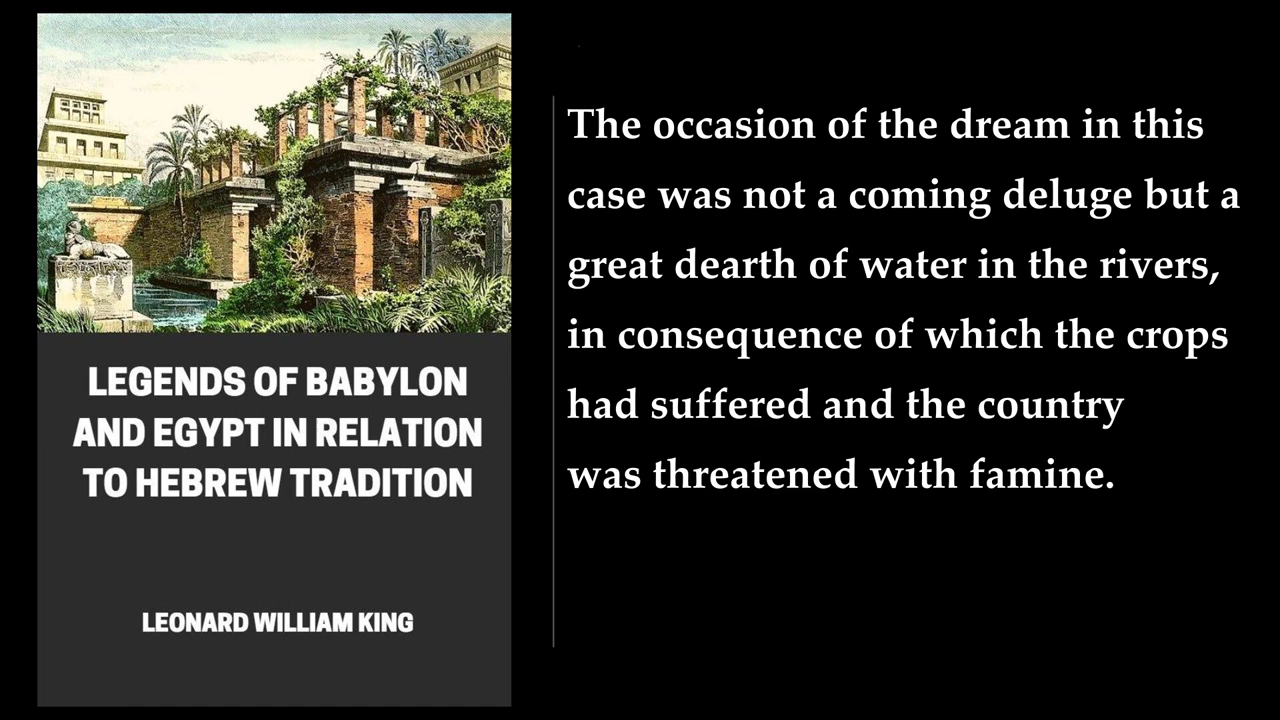 LEGENDS OF BABYLON
AND EGYPT IN RELATION
TO HEBREW TRADITION
LEONARD WILLIAM KING
The occasion of the dream in this
case was not a coming deluge but a
great dearth of water in the rivers,
in consequence of which the crops
had suffered and the country
was threatened with famine.